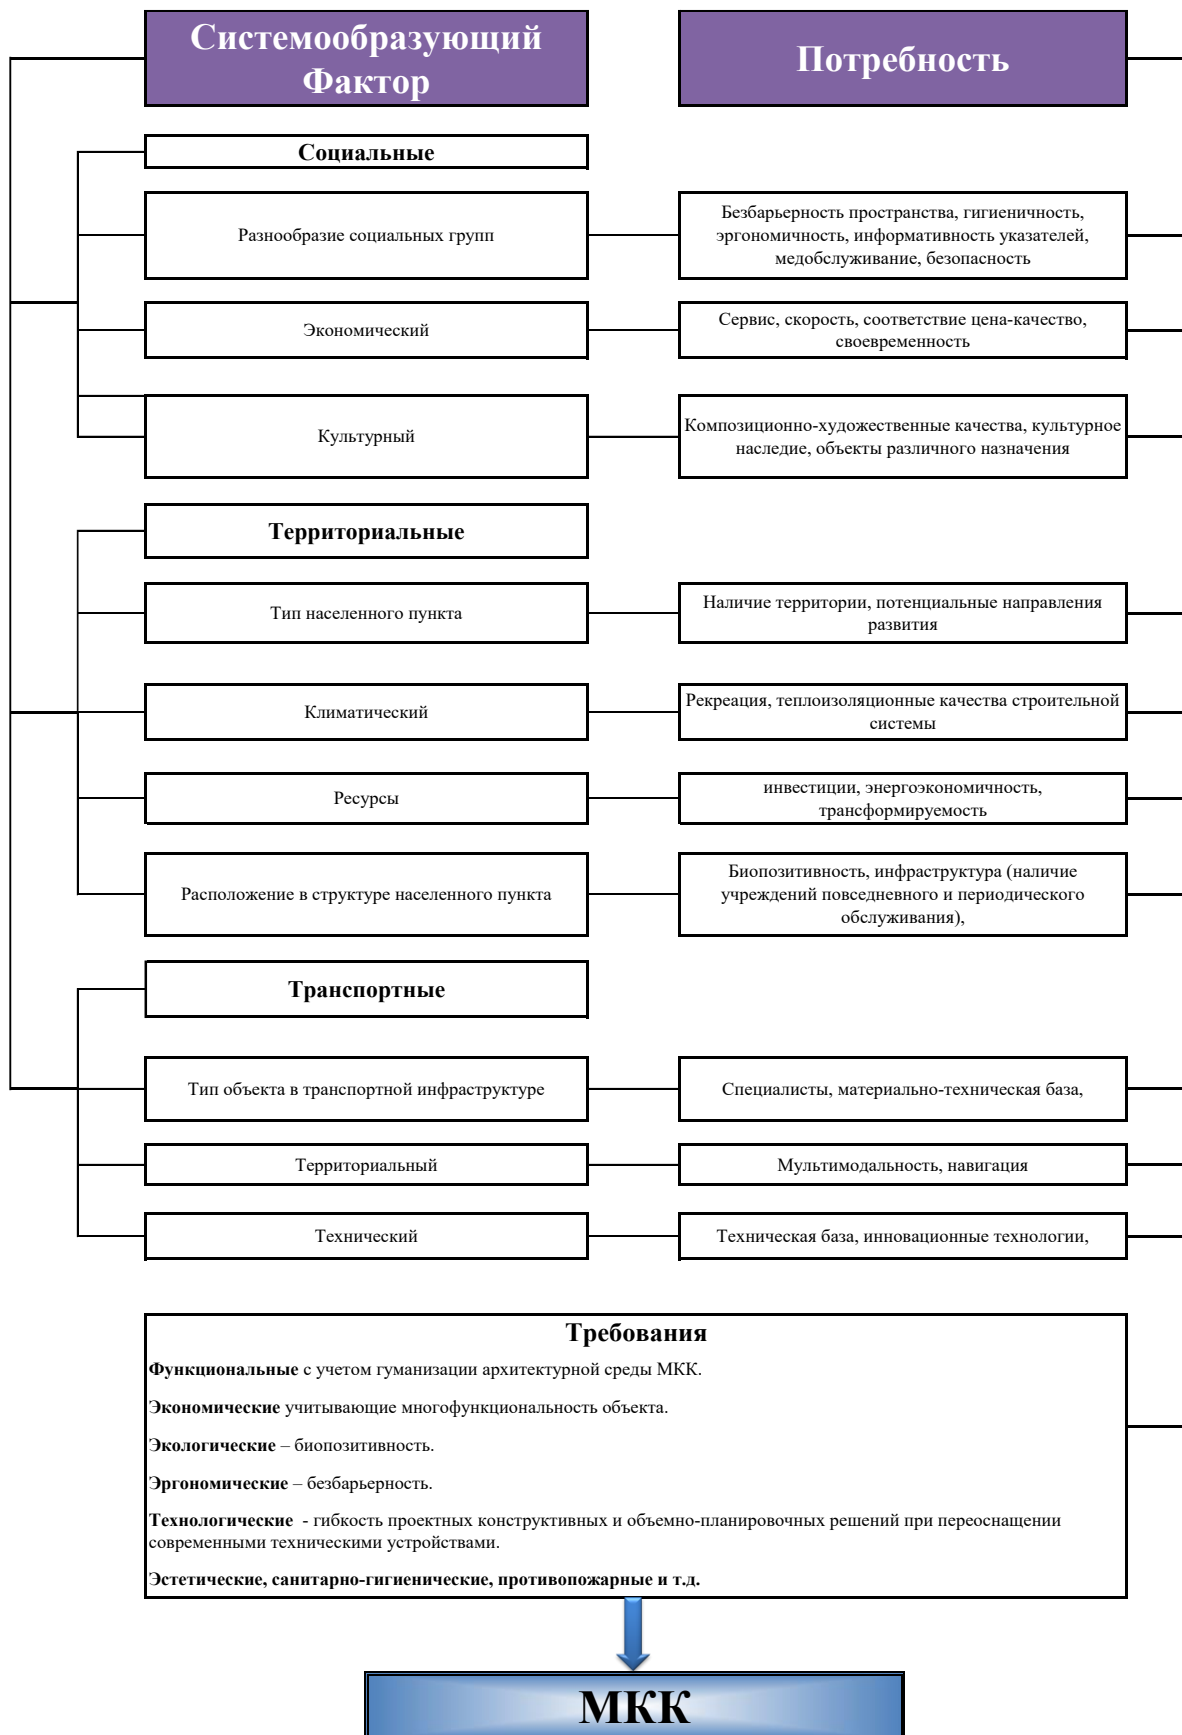 Системообразующий
Фактор
Потребность
Социальные
Разнообразие социальных групп
Безбарьерность пространства, гигиеничность,
эргономичность, информативность указателей,
медобслуживание, безопасность
Экономический
Сервис, скорость, соответствие цена-качество,
своевременность
Культурный
Композиционно-художественные качества, культурное
наследие, объекты различного назначения
Территориальные
Тип населенного пункта
Наличие территории, потенциальные направления
развития
Климатический
Рекреация, теплоизоляционные качества строительной
системы
Ресурсы
инвестиции, энергоэкономичность,
трансформируемость
Расположение в структуре населенного пункта
Биопозитивность, инфраструктура (наличие
учреждений повседневного и периодического
обслуживания),
Транспортные
Тип объекта в транспортной инфраструктуре
Специалисты, материально-техническая база,
Территориальный
Мультимодальность, навигация
Технический
Техническая база, инновационные технологии,
Требования
Функциональные с учетом гуманизации архитектурной среды МКК.
Экономические учитывающие многофункциональность объекта.
Экологические – биопозитивность.
Эргономические – безбарьерность.
Технологические - гибкость проектных конструктивных и объемно-планировочных решений при переоснащении
современными техническими устройствами.
Эстетические, санитарно-гигиенические, противопожарные и т.д.
МКК